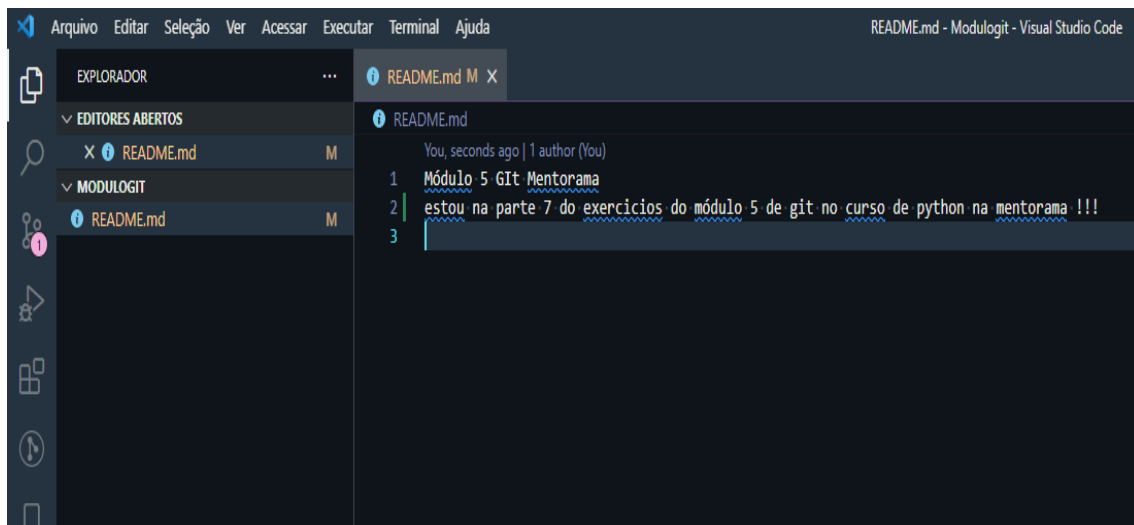 Arquivo Editar Seleção Ver Acessar Executar Terminal Ajuda README.md - Modulogit - Visual Studio Code
EXPLORADOR ...
README.md M X
EDITORES ABERTOS
README.md
X README.md M
You, seconds ago | 1 author (You)
1 Módulo 5 GIt Mentorama
MODULOGIT
2 estou na parte 7 do exercicios do módulo 5 de git no curso de python na mentorama !!!
README.md M
3
1